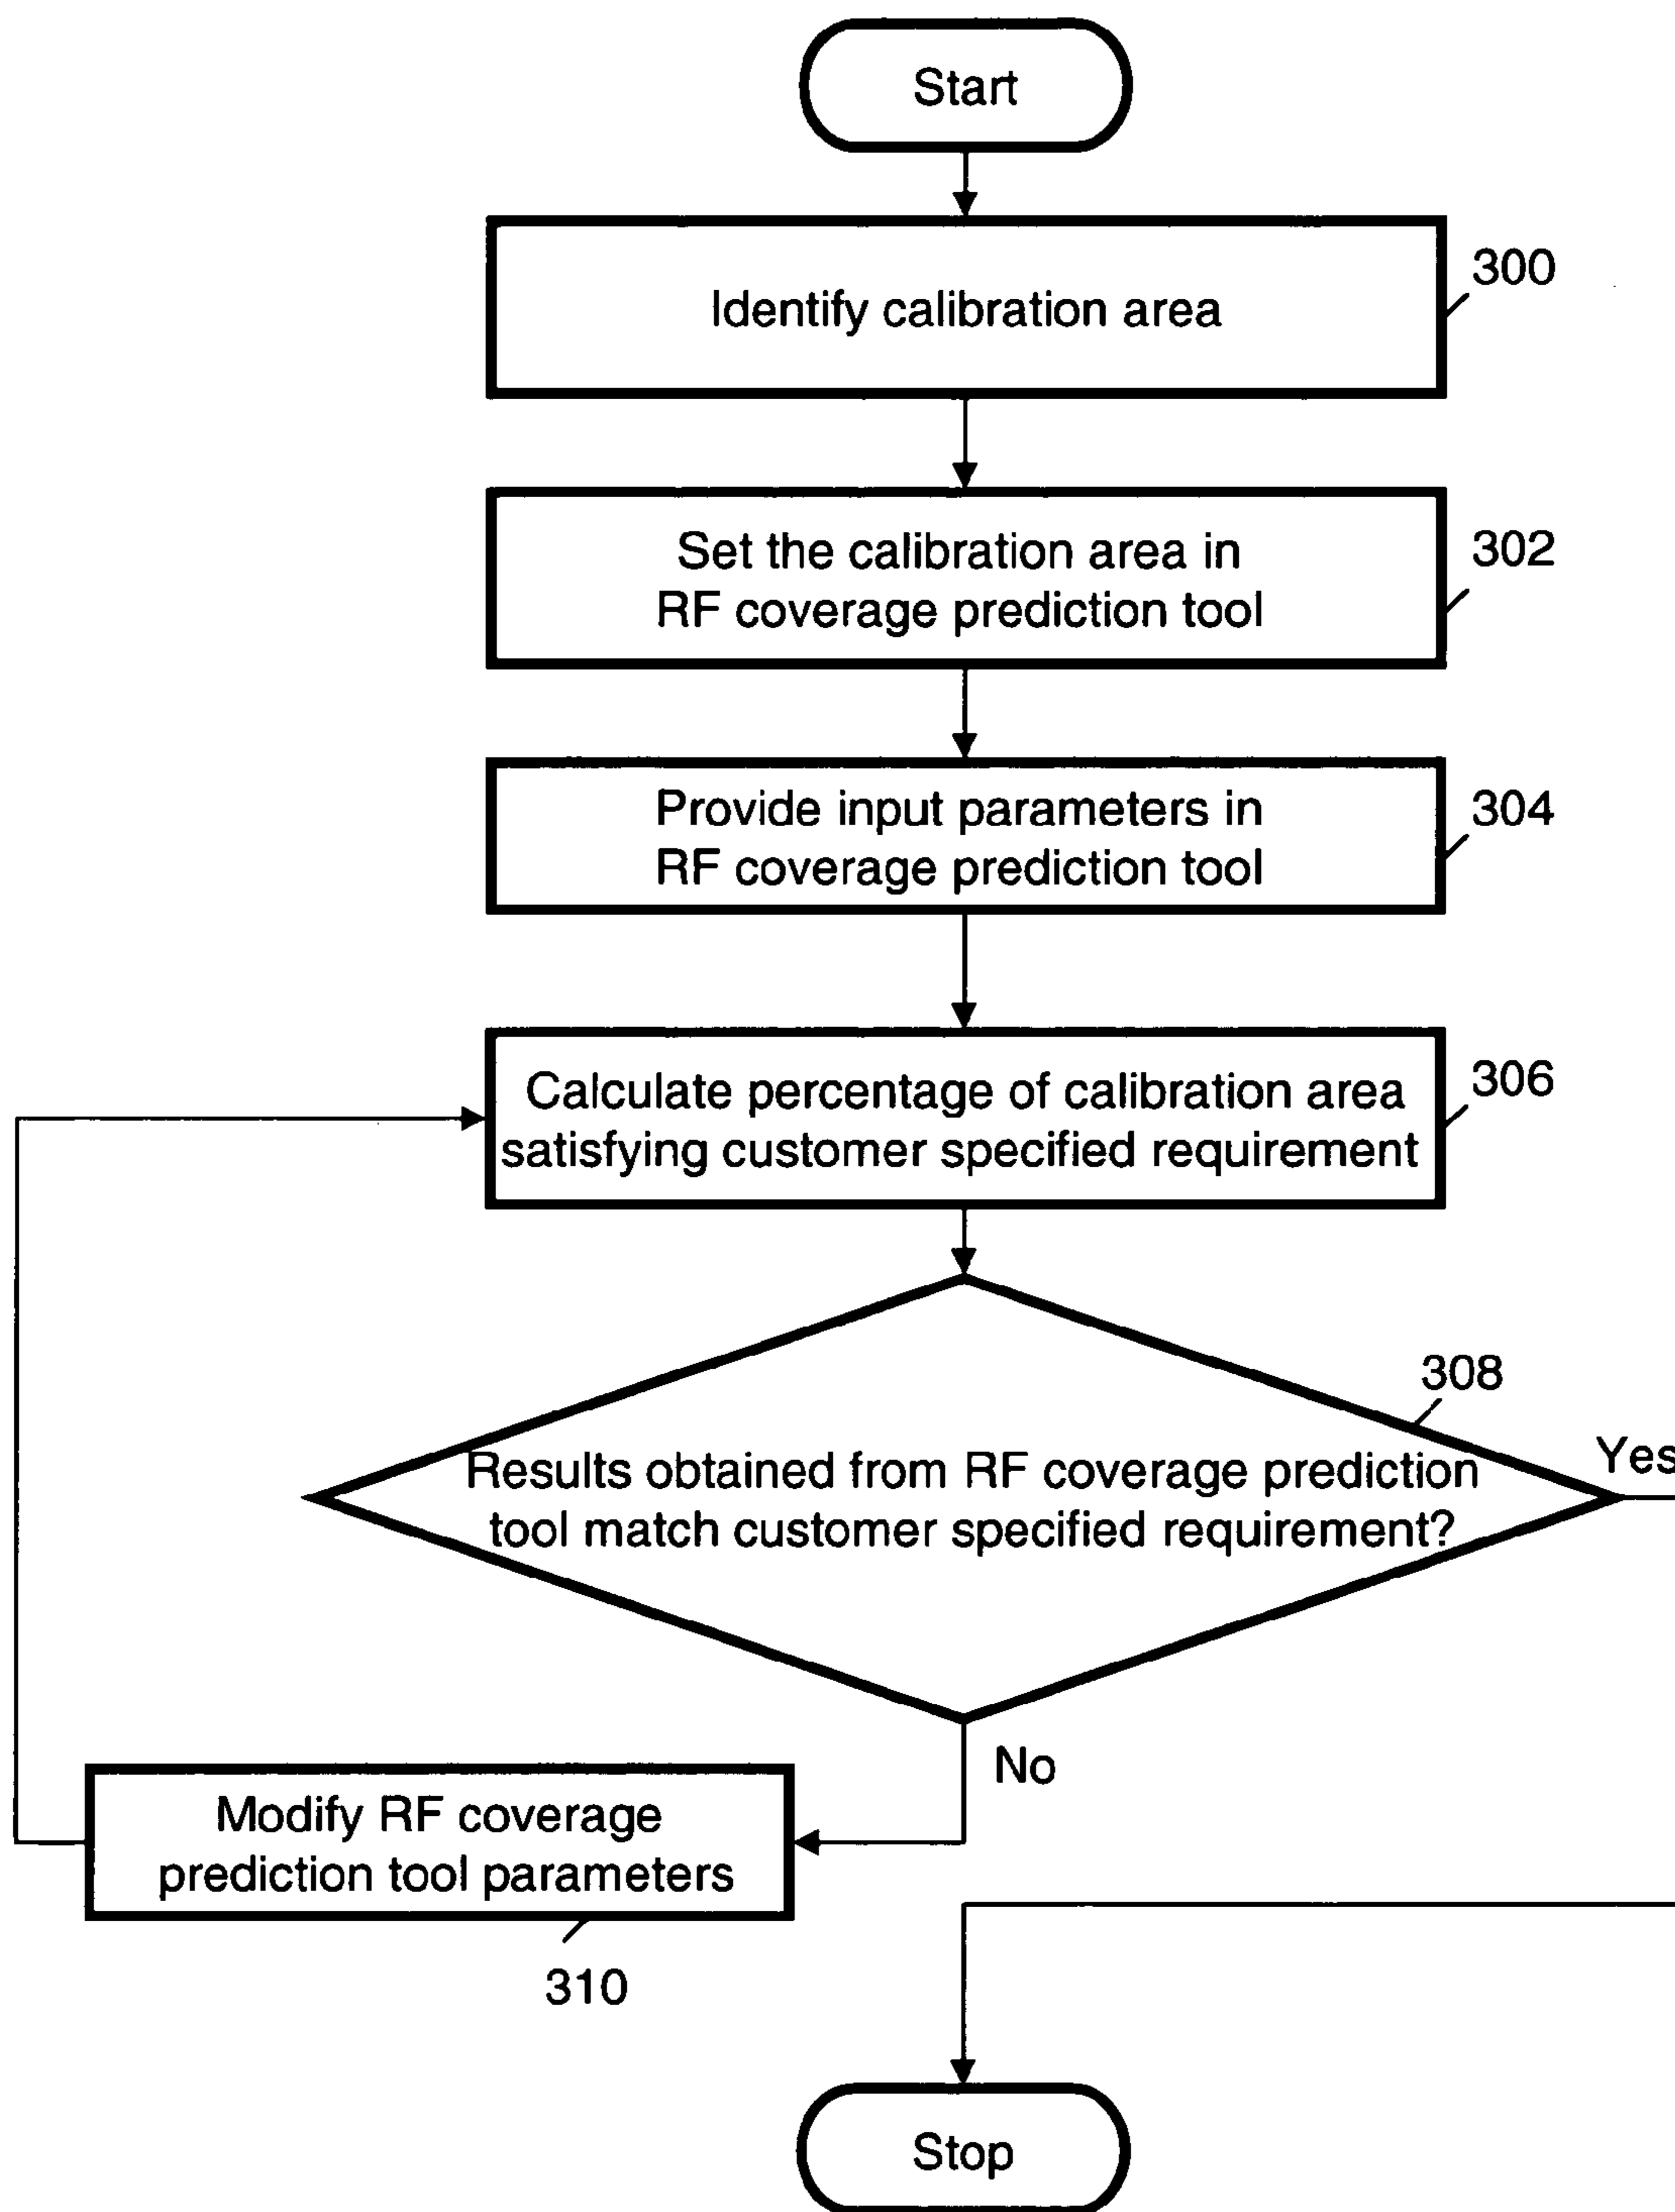 Start
Identify calibration area
300
Set the calibration area in
RF coverage prediction tool
302
Provide input parameters in
RF coverage prediction tool
304
Calculate percentage of calibration area
satisfying customer specified requirement
306
308
Results obtained from RF coverage prediction
tool match customer specified requirement?
Yes
No
Modify RF coverage
prediction tool parameters
310
Stop